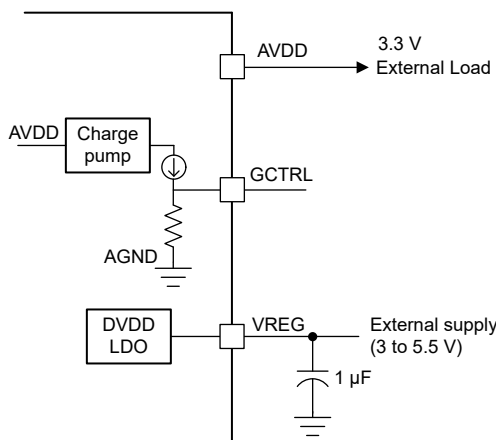 AVDD
3.3 V
External Load
AVDD
Charge
pump
GCTRL
AGND
DVDD
LDO
VREG
External supply
(3 to 5.5 V)
1 µF